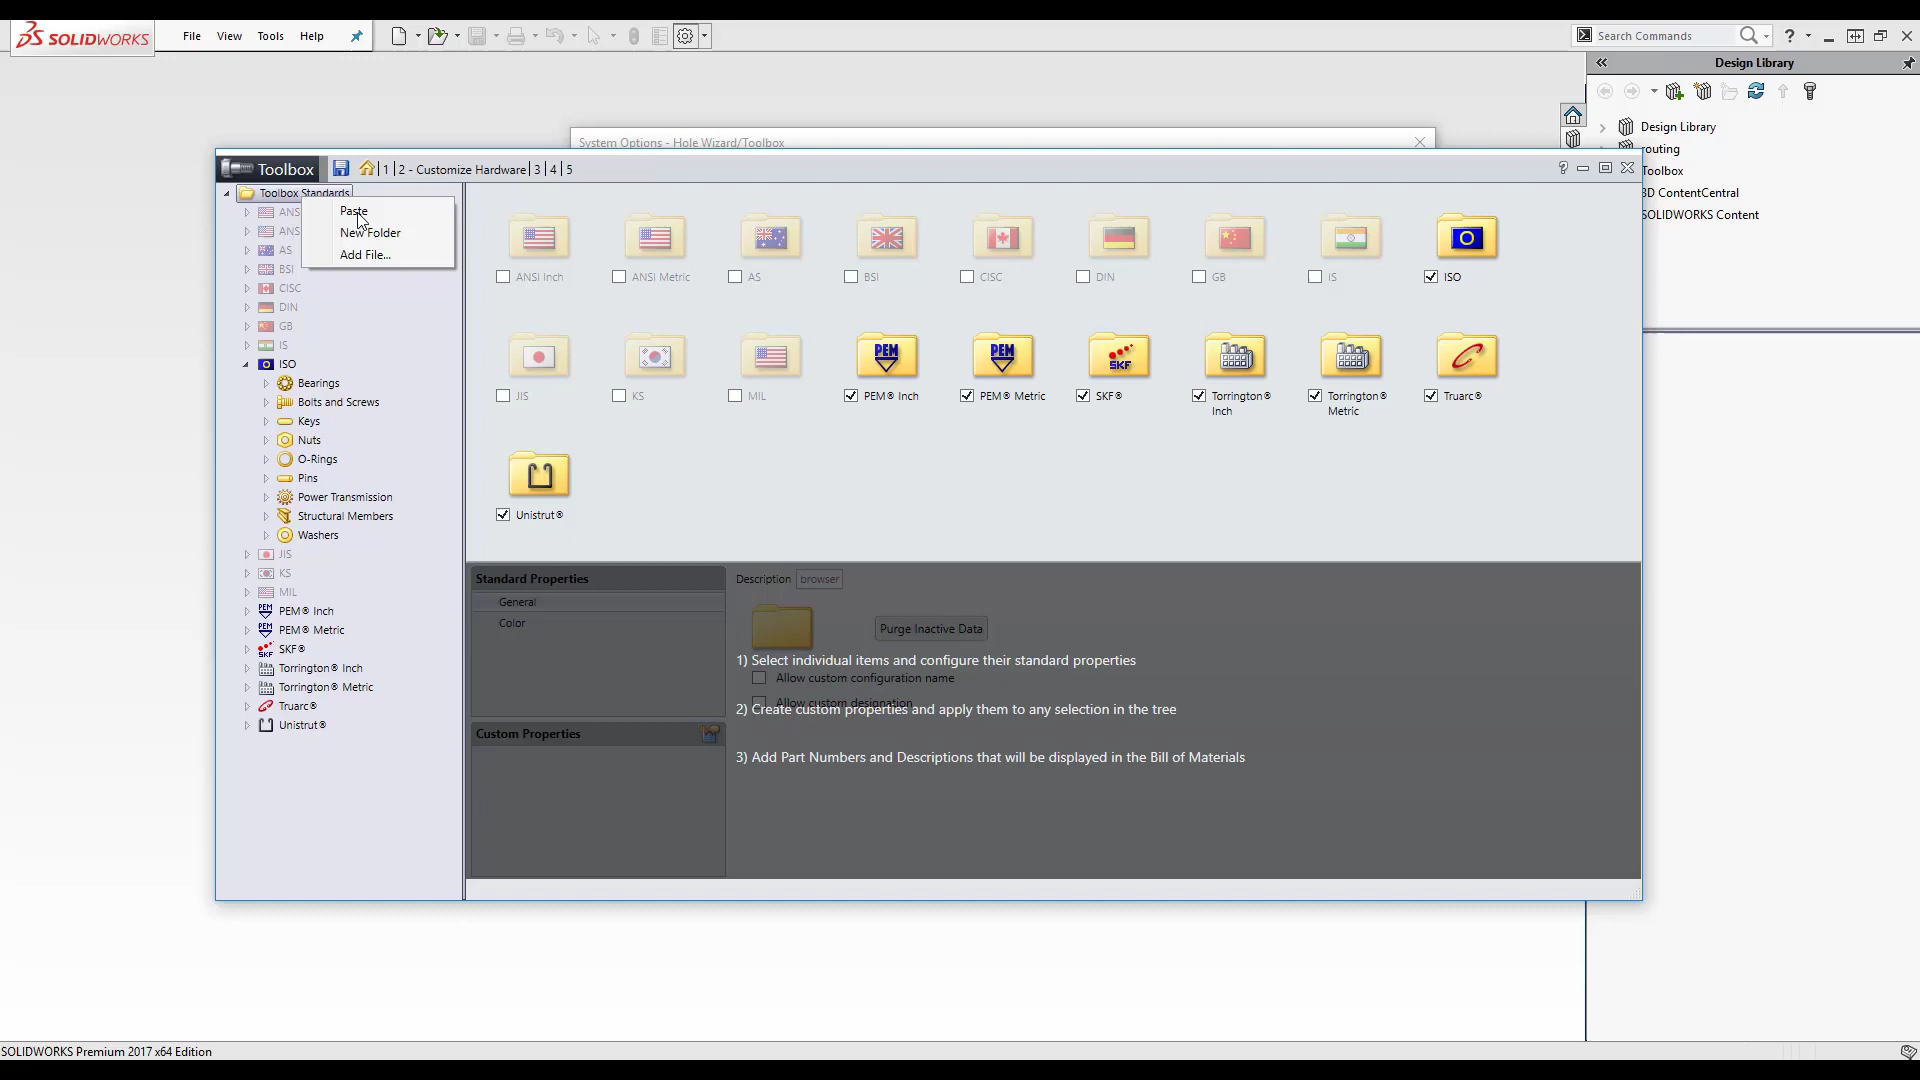 SOLIDWORKS
File View Tools Help
Search Commands
?
Design Library
Design Library
routing
Toolbox
3D ContentCentral
SOLIDWORKS Content
System Options - Hole Wizard/Toolbox
Toolbox
1 | 2 - Customize Hardware | 3 | 4 | 5
?
Toolbox Standards
Paste
New Folder
Add File...
ANS
ANS
AS
BSI
CISC
DIN
GB
IS
ISO
Bearings
Bolts and Screws
Keys
Nuts
O-Rings
Pins
Power Transmission
Structural Members
Washers
JIS
KS
MIL
PEM® Inch
PEM® Metric
SKF®
Torrington® Inch
Torrington® Metric
Truarc®
Unistrut®
ANSI Inch
ANSI Metric
AS
BSI
CISC
DIN
GB
IS
ISO
JIS
KS
MIL
PEM
PEM® Inch
PEM
PEM® Metric
SKF
SKF®
Torrington®
Inch
Torrington®
Metric
Truarc®
Unistrut®
Standard Properties
General
Color
Custom Properties
Description browser
Purge Inactive Data
1) Select individual items and configure their standard properties
Allow custom configuration name
Allow custom designation
2) Create custom properties and apply them to any selection in the tree
3) Add Part Numbers and Descriptions that will be displayed in the Bill of Materials
SOLIDWORKS Premium 2017 x64 Edition